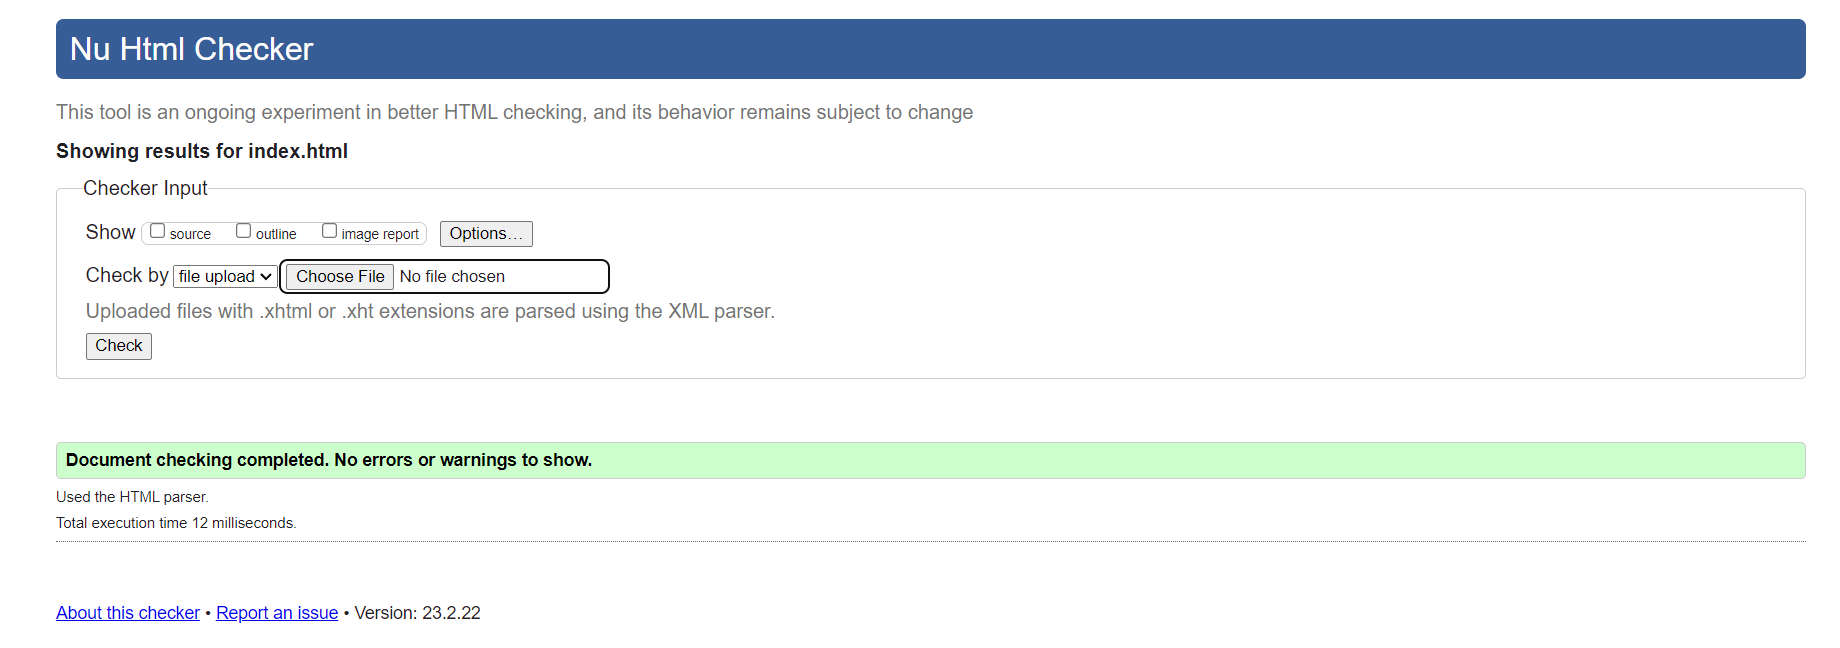 Nu Html Checker
This tool is an ongoing experiment in better HTML checking, and its behavior remains subject to change
Showing results for index.html
Checker Input
Show source outline image report Options...
Check by file upload Choose File No file chosen
Uploaded files with .xhtml or .xht extensions are parsed using the XML parser.
Check
Document checking completed. No errors or warnings to show.
Used the HTML parser.
Total execution time 12 milliseconds.
About this checker • Report an issue • Version: 23.2.22